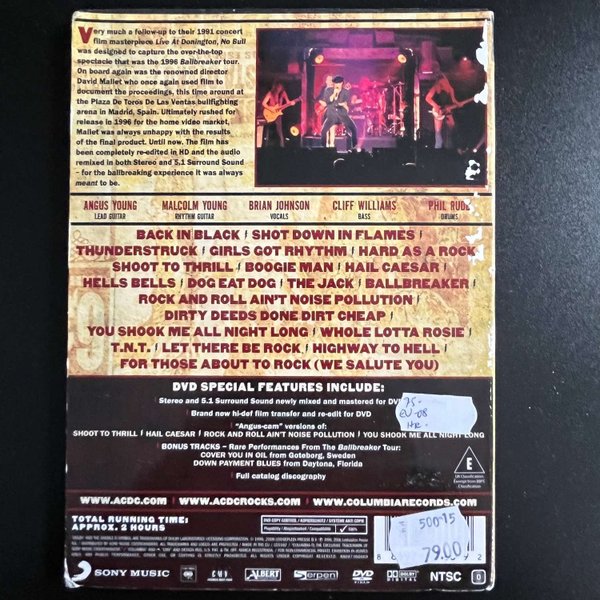 Very much a follow-up to their 1991 concert
film masterpiece Live At Donington, No Bull
was designed to capture the over-the-top
spectacle that was the 1996 Ballbreaker tour.
On board again was the renowned director
David Mallet who once again used film to
document the proceedings, this time around at
the Plaza De Toros De Las Ventas bullfighting
arena in Madrid, Spain. Ultimately rushed for
release in 1996 for the home video market,
Mallet was always unhappy with the results
of the final product. Until now. The film has
been completely re-edited in HD and the audio
remixed in both Stereo and 5.1 Surround Sound
- for the ballbreaking experience it was always
meant to be.
ANGUS YOUNG MALCOLM YOUNG BRIAN JOHNSON CLIFF WILLIAMS PHIL RUDD
LEAD GUITAR RHYTHM GUITAR VOCALS BASS DRUMS
BACK IN BLACK SHOT DOWN IN FLAMES
THUNDERSTRUCK GIRLS GOT RHYTHM HARD AS A ROCK
SHOOT TO THRILL BOOGIE MAN HAIL CAESAR
HELLS BELLS DOG EAT DOG THE JACK BALLBREAKER
ROCK AND ROLL AIN'T NOISE POLLUTION
DIRTY DEEDS DONE DIRT CHEAP
YOU SHOOK ME ALL NIGHT LONG WHOLE LOTTA ROSIE
T.N.T. LET THERE BE ROCK HIGHWAY TO HELL
FOR THOSE ABOUT TO ROCK (WE SALUTE YOU)
DVD SPECIAL FEATURES INCLUDE:
Stereo and 5.1 Surround Sound newly mixed and mastered for DVD
Brand new hi-def film transfer and re-edit for DVD
"Angus-cam" versions of:
SHOOT TO THRILL HAIL CAESAR ROCK AND ROLL AIN'T NOISE POLLUTION YOU SHOOK ME ALL NIGHT LONG
BONUS TRACKS - Rare Performances From The Ballbreaker Tour:
COVER YOU IN OIL from Goteborg, Sweden
DOWN PAYMENT BLUES from Daytona, Florida
Full catalog discography
E
WWW.ACDC.COM WWW.ACDCROCKS.COM WWW.COLUMBIARECORDS.COM
TOTAL RUNNING TIME:
APPROX. 2 HOURS
500-15
79.00
SONY MUSIC ALBERT Serpent DVD VIDEO DOLBY DIGITAL NTSC 0